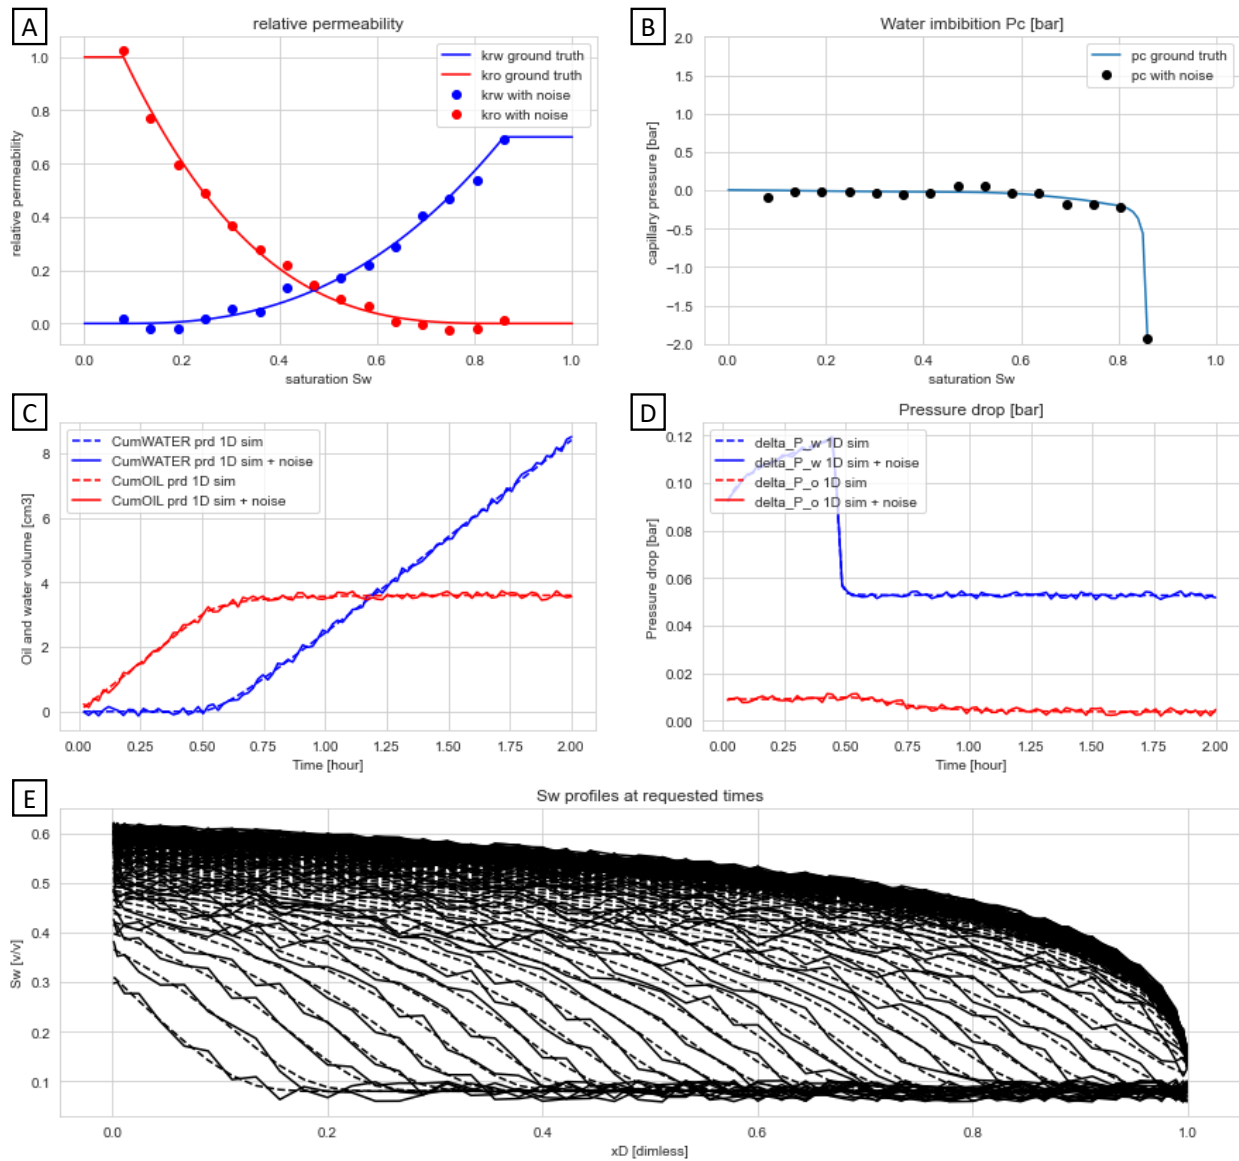 A
relative permeability
krw ground truth
kro ground truth
krw with noise
kro with noise
relative permeability
1.0
0.8
0.6
0.4
0.2
0.0
0.0 0.2 0.4 0.6 0.8 1.0
saturation Sw
B
Water imbibition Pc [bar]
pc ground truth
pc with noise
capillary pressure [bar]
2.0
1.5
1.0
0.5
0.0
−0.5
−1.0
−1.5
−2.0
0.0 0.2 0.4 0.6 0.8 1.0
saturation Sw
C
CumWATER prd 1D sim
CumWATER prd 1D sim + noise
CumOIL prd 1D sim
CumOIL prd 1D sim + noise
Oil and water volume [cm3]
8
6
4
2
0
0.00 0.25 0.50 0.75 1.00 1.25 1.50 1.75 2.00
Time [hour]
D
Pressure drop [bar]
delta_P_w 1D sim
delta_P_w 1D sim + noise
delta_P_o 1D sim
delta_P_o 1D sim + noise
Pressure drop [bar]
0.12
0.10
0.08
0.06
0.04
0.02
0.00
0.00 0.25 0.50 0.75 1.00 1.25 1.50 1.75 2.00
Time [hour]
E
Sw profiles at requested times
Sw [v/v]
0.6
0.5
0.4
0.3
0.2
0.1
0.0 0.2 0.4 0.6 0.8 1.0
xD [dimless]